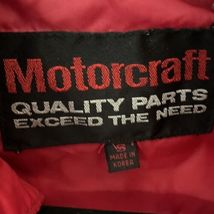 Motorcraft
QUALITY PARTS
EXCEED THE NEED
MADE IN
KOREA